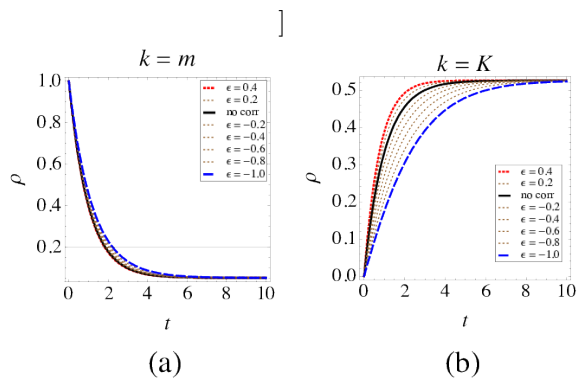 ]
k = m
1.0
0.8
0.6
0.4
0.2
ρ
ϵ = 0.4
ϵ = 0.2
no corr
ϵ = −0.2
ϵ = −0.4
ϵ = −0.6
ϵ = −0.8
ϵ = −1.0
0 2 4 6 8 10
t
(a)
k = K
0.5
0.4
0.3
0.2
0.1
0.0
ρ
ϵ = 0.4
ϵ = 0.2
no corr
ϵ = −0.2
ϵ = −0.4
ϵ = −0.6
ϵ = −0.8
ϵ = −1.0
0 2 4 6 8 10
t
(b)